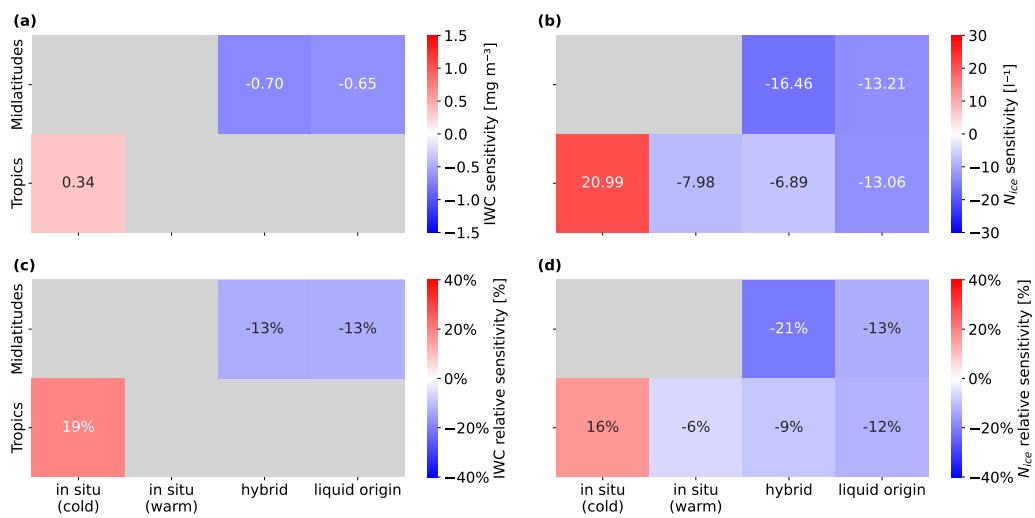 (a)
Midlatitudes
Tropics
-0.70
-0.65
0.34
1.5
1.0
0.5
0.0
−0.5
−1.0
−1.5
IWC sensitivity [mg m⁻³]
(b)
-16.46
-13.21
20.99
-7.98
-6.89
-13.06
30
20
10
0
−10
−20
−30
Nice sensitivity [l⁻¹]
(c)
Midlatitudes
Tropics
-13%
-13%
19%
in situ
(cold)
in situ
(warm)
hybrid
liquid origin
40%
20%
0%
−20%
−40%
IWC relative sensitivity [%]
(d)
-21%
-13%
16%
-6%
-9%
-12%
in situ
(cold)
in situ
(warm)
hybrid
liquid origin
40%
20%
0%
−20%
−40%
Nice relative sensitivity [%]